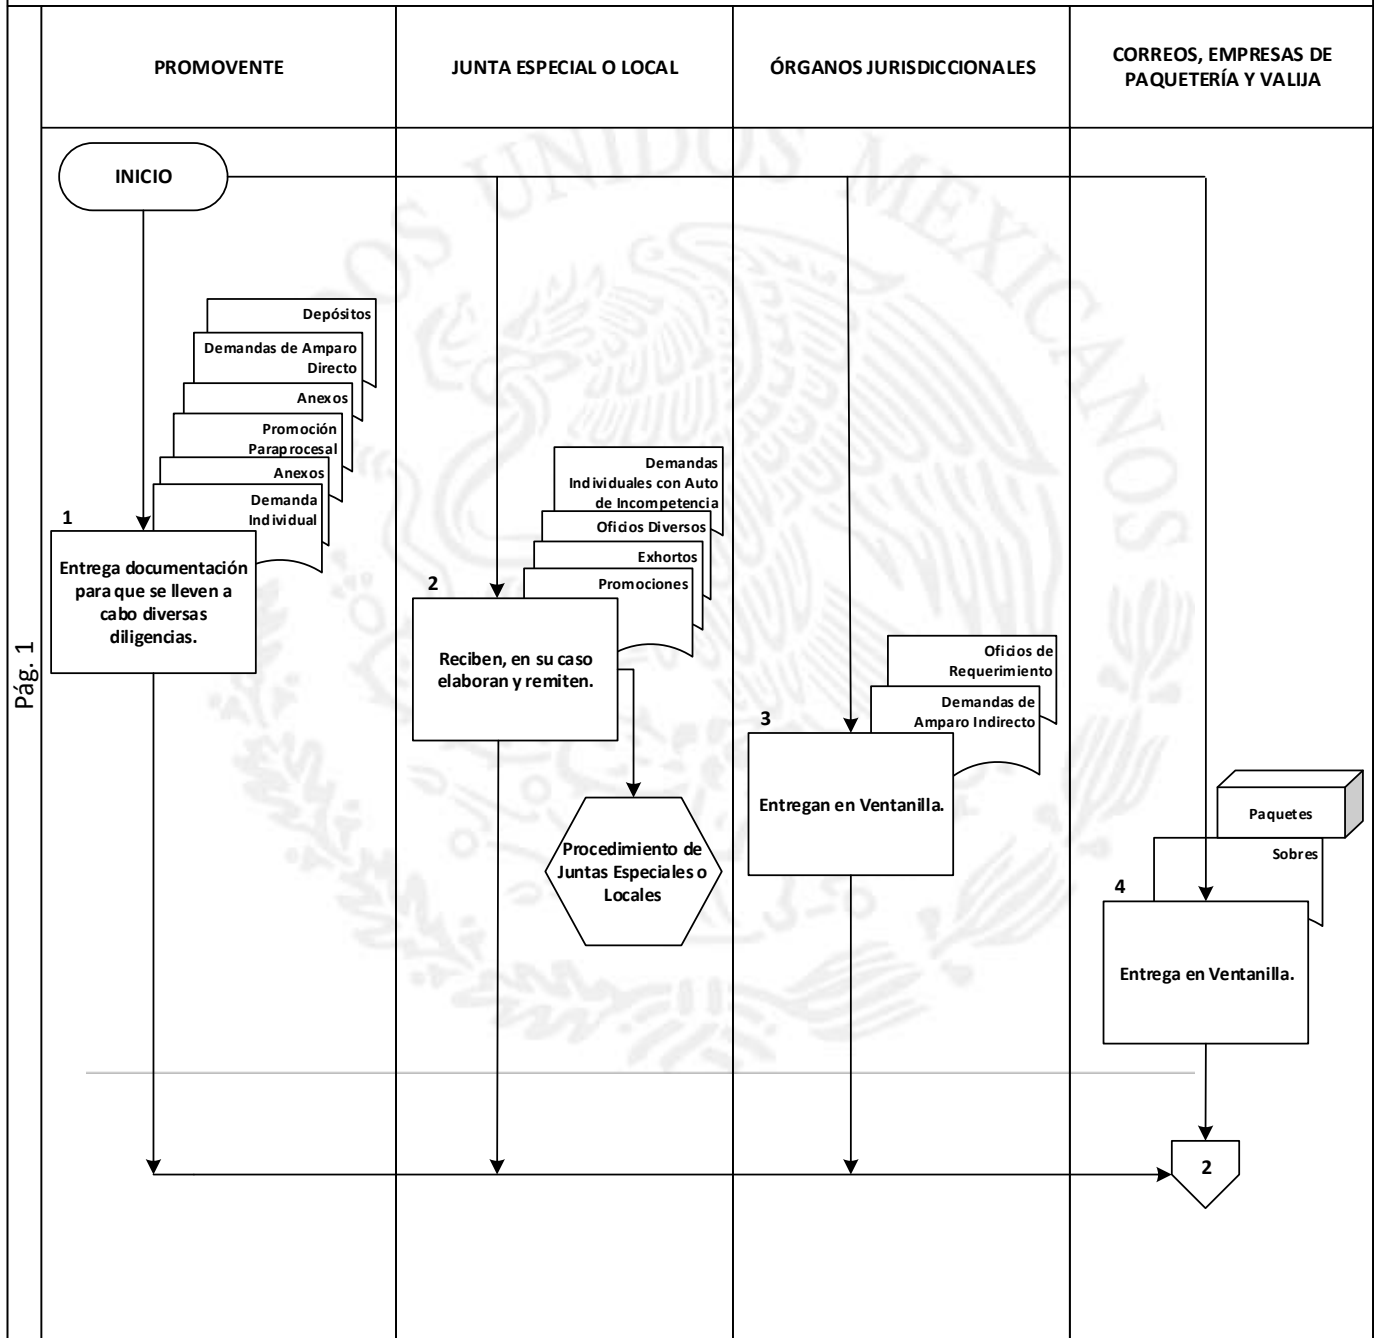 PROMOVENTE
JUNTA ESPECIAL O LOCAL
ÓRGANOS JURISDICCIONALES
CORREOS, EMPRESAS DE
PAQUETERÍA Y VALIJA
Pág. 1
UNIDOS MEXICANOS
INICIO
Depósitos
Demandas de Amparo
Directo
Anexos
Promoción
Paraprocesal
Anexos
Demanda
Individual
1
Entrega documentación
para que se lleven a
cabo diversas
diligencias.
Demandas
Individuales con Auto
de Incompetencia
Oficios Diversos
Exhortos
Promociones
2
Reciben, en su caso
elaboran y remiten.
Procedimiento de
Juntas Especiales o
Locales
Oficios de
Requerimiento
Demandas de
Amparo Indirecto
3
Entregan en Ventanilla.
Paquetes
Sobres
4
Entrega en Ventanilla.
2